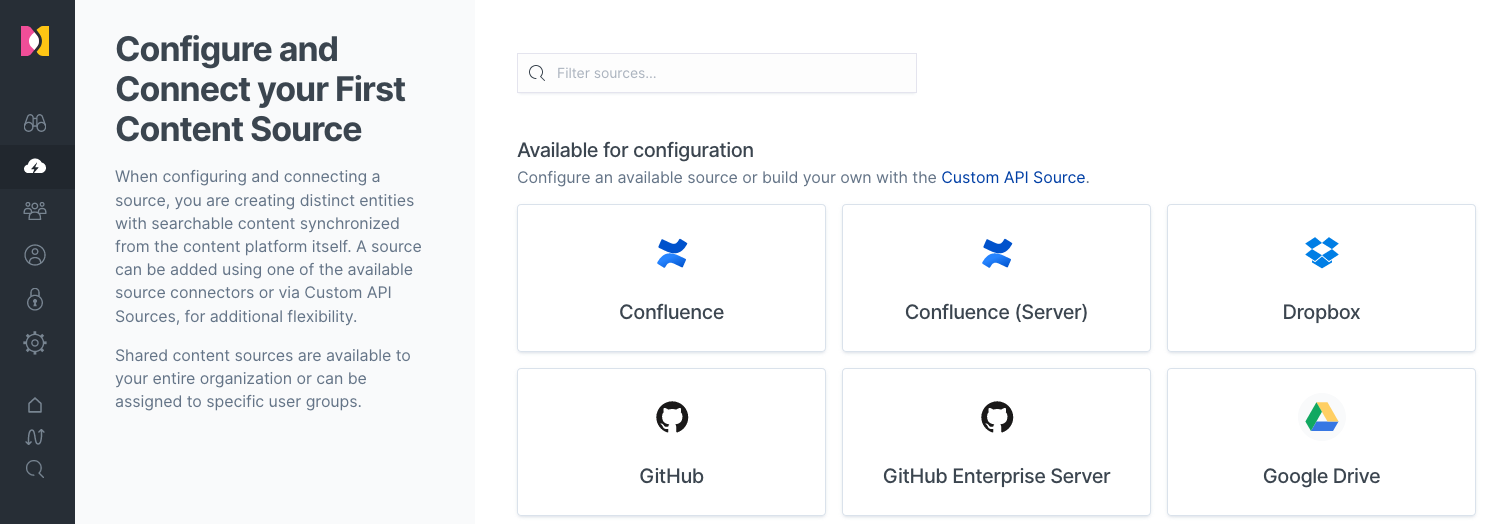 Configure and
Connect your First
Content Source
When configuring and connecting a
source, you are creating distinct entities
with searchable content synchronized
from the content platform itself. A source
can be added using one of the available
source connectors or via Custom API
Sources, for additional flexibility.
Shared content sources are available to
your entire organization or can be
assigned to specific user groups.
Filter sources...
Available for configuration
Configure an available source or build your own with the Custom API Source.
Confluence
Confluence (Server)
Dropbox
GitHub
GitHub Enterprise Server
Google Drive